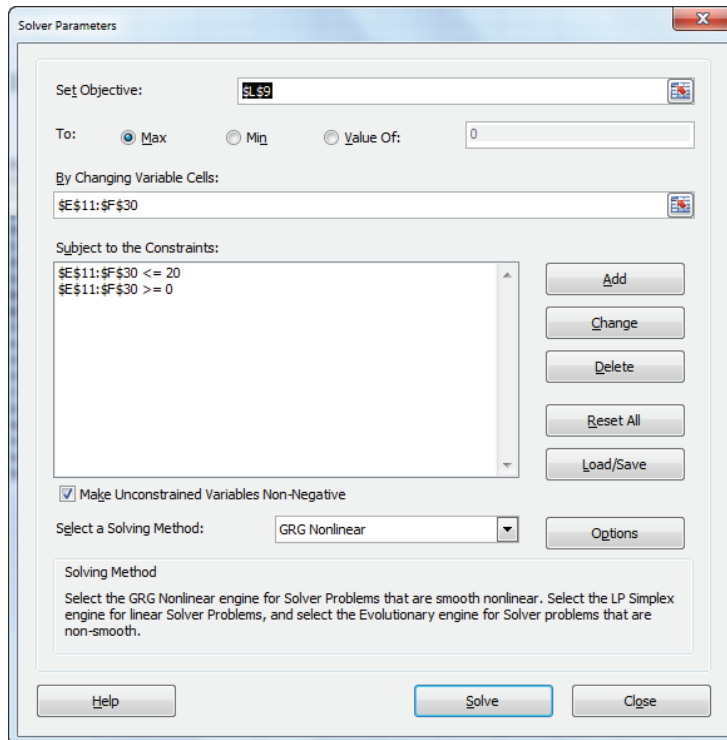 Solver Parameters
Set Objective:
$L$9
To:
Max
Min
Value Of:
0
By Changing Variable Cells:
$E$11:$F$30
Subject to the Constraints:
$E$11:$F$30 <= 20
$E$11:$F$30 >= 0
Add
Change
Delete
Reset All
Load/Save
Make Unconstrained Variables Non-Negative
Select a Solving Method:
GRG Nonlinear
Options
Solving Method
Select the GRG Nonlinear engine for Solver Problems that are smooth nonlinear. Select the LP Simplex
engine for linear Solver Problems, and select the Evolutionary engine for Solver problems that are
non-smooth.
Help
Solve
Close